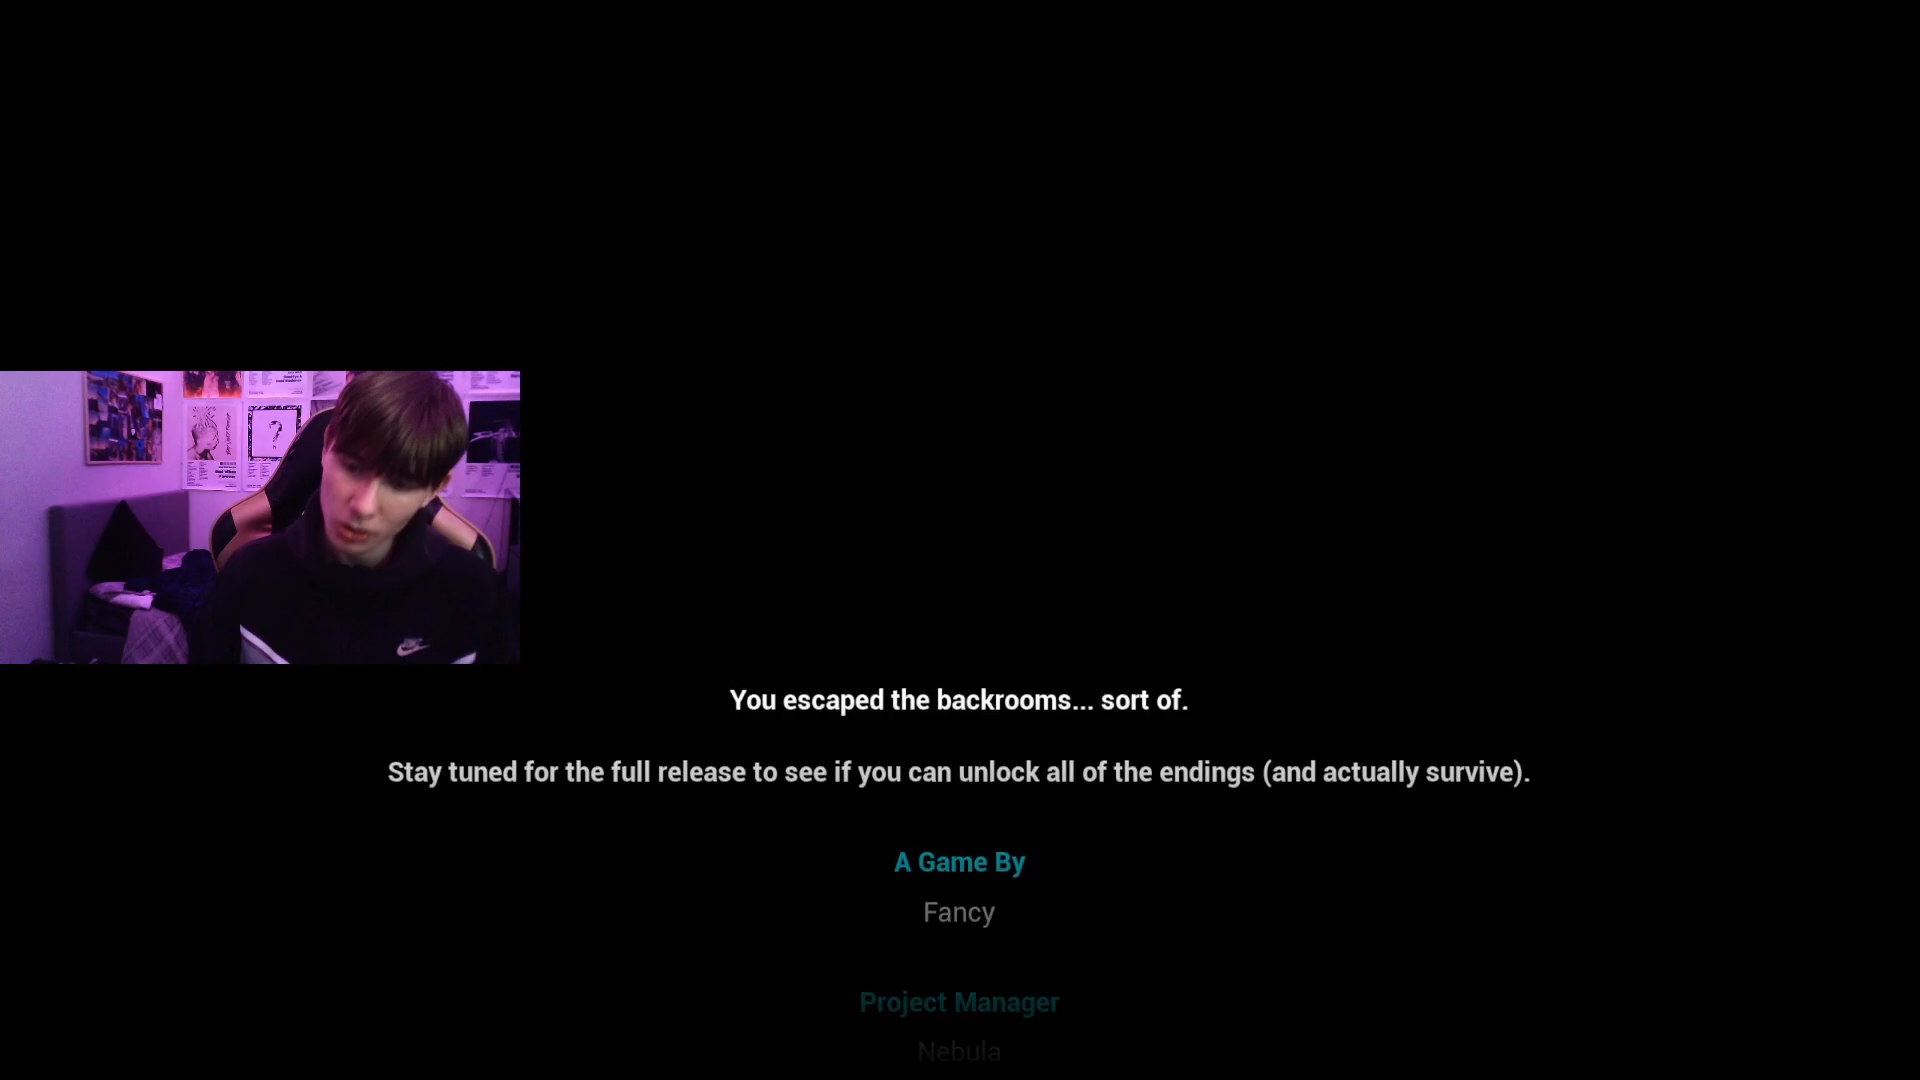 You escaped the backrooms... sort of.
Stay tuned for the full release to see if you can unlock all of the endings (and actually survive).
A Game By
Fancy
Project Manager
Nebula